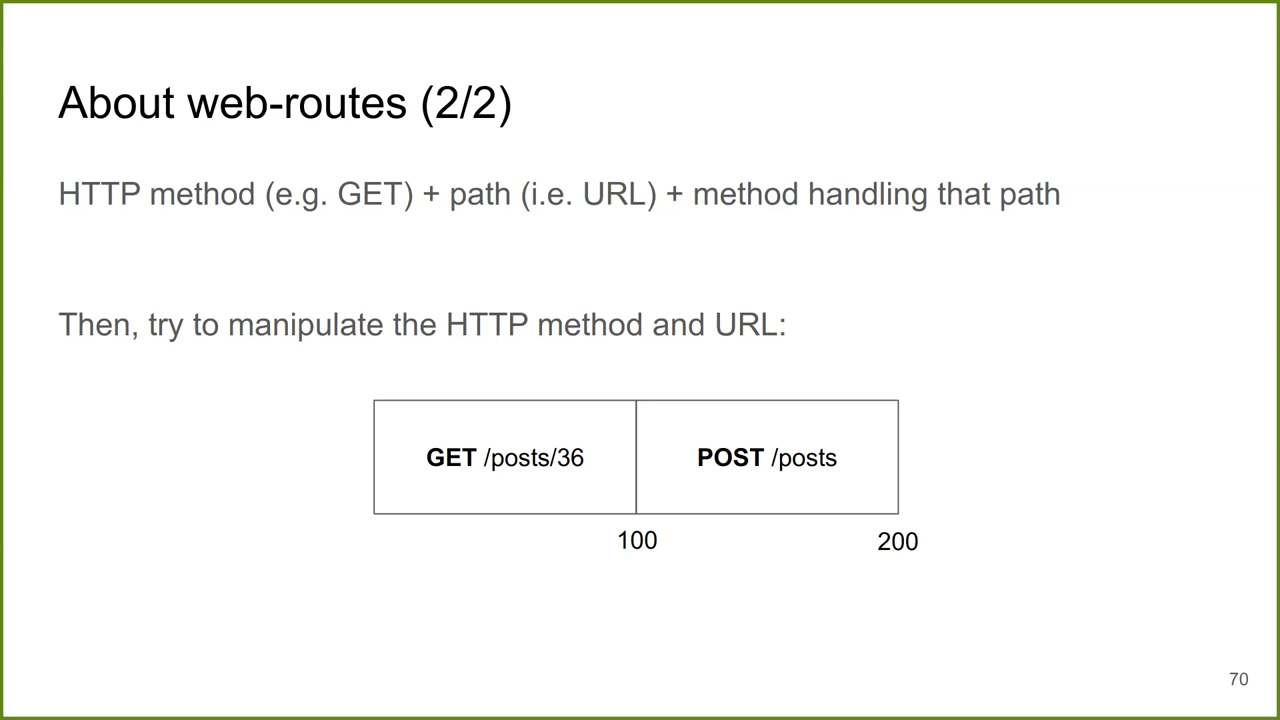 About web-routes (2/2)
HTTP method (e.g. GET) + path (i.e. URL) + method handling that path
Then, try to manipulate the HTTP method and URL:
GET /posts/36
POST /posts
100
200
70